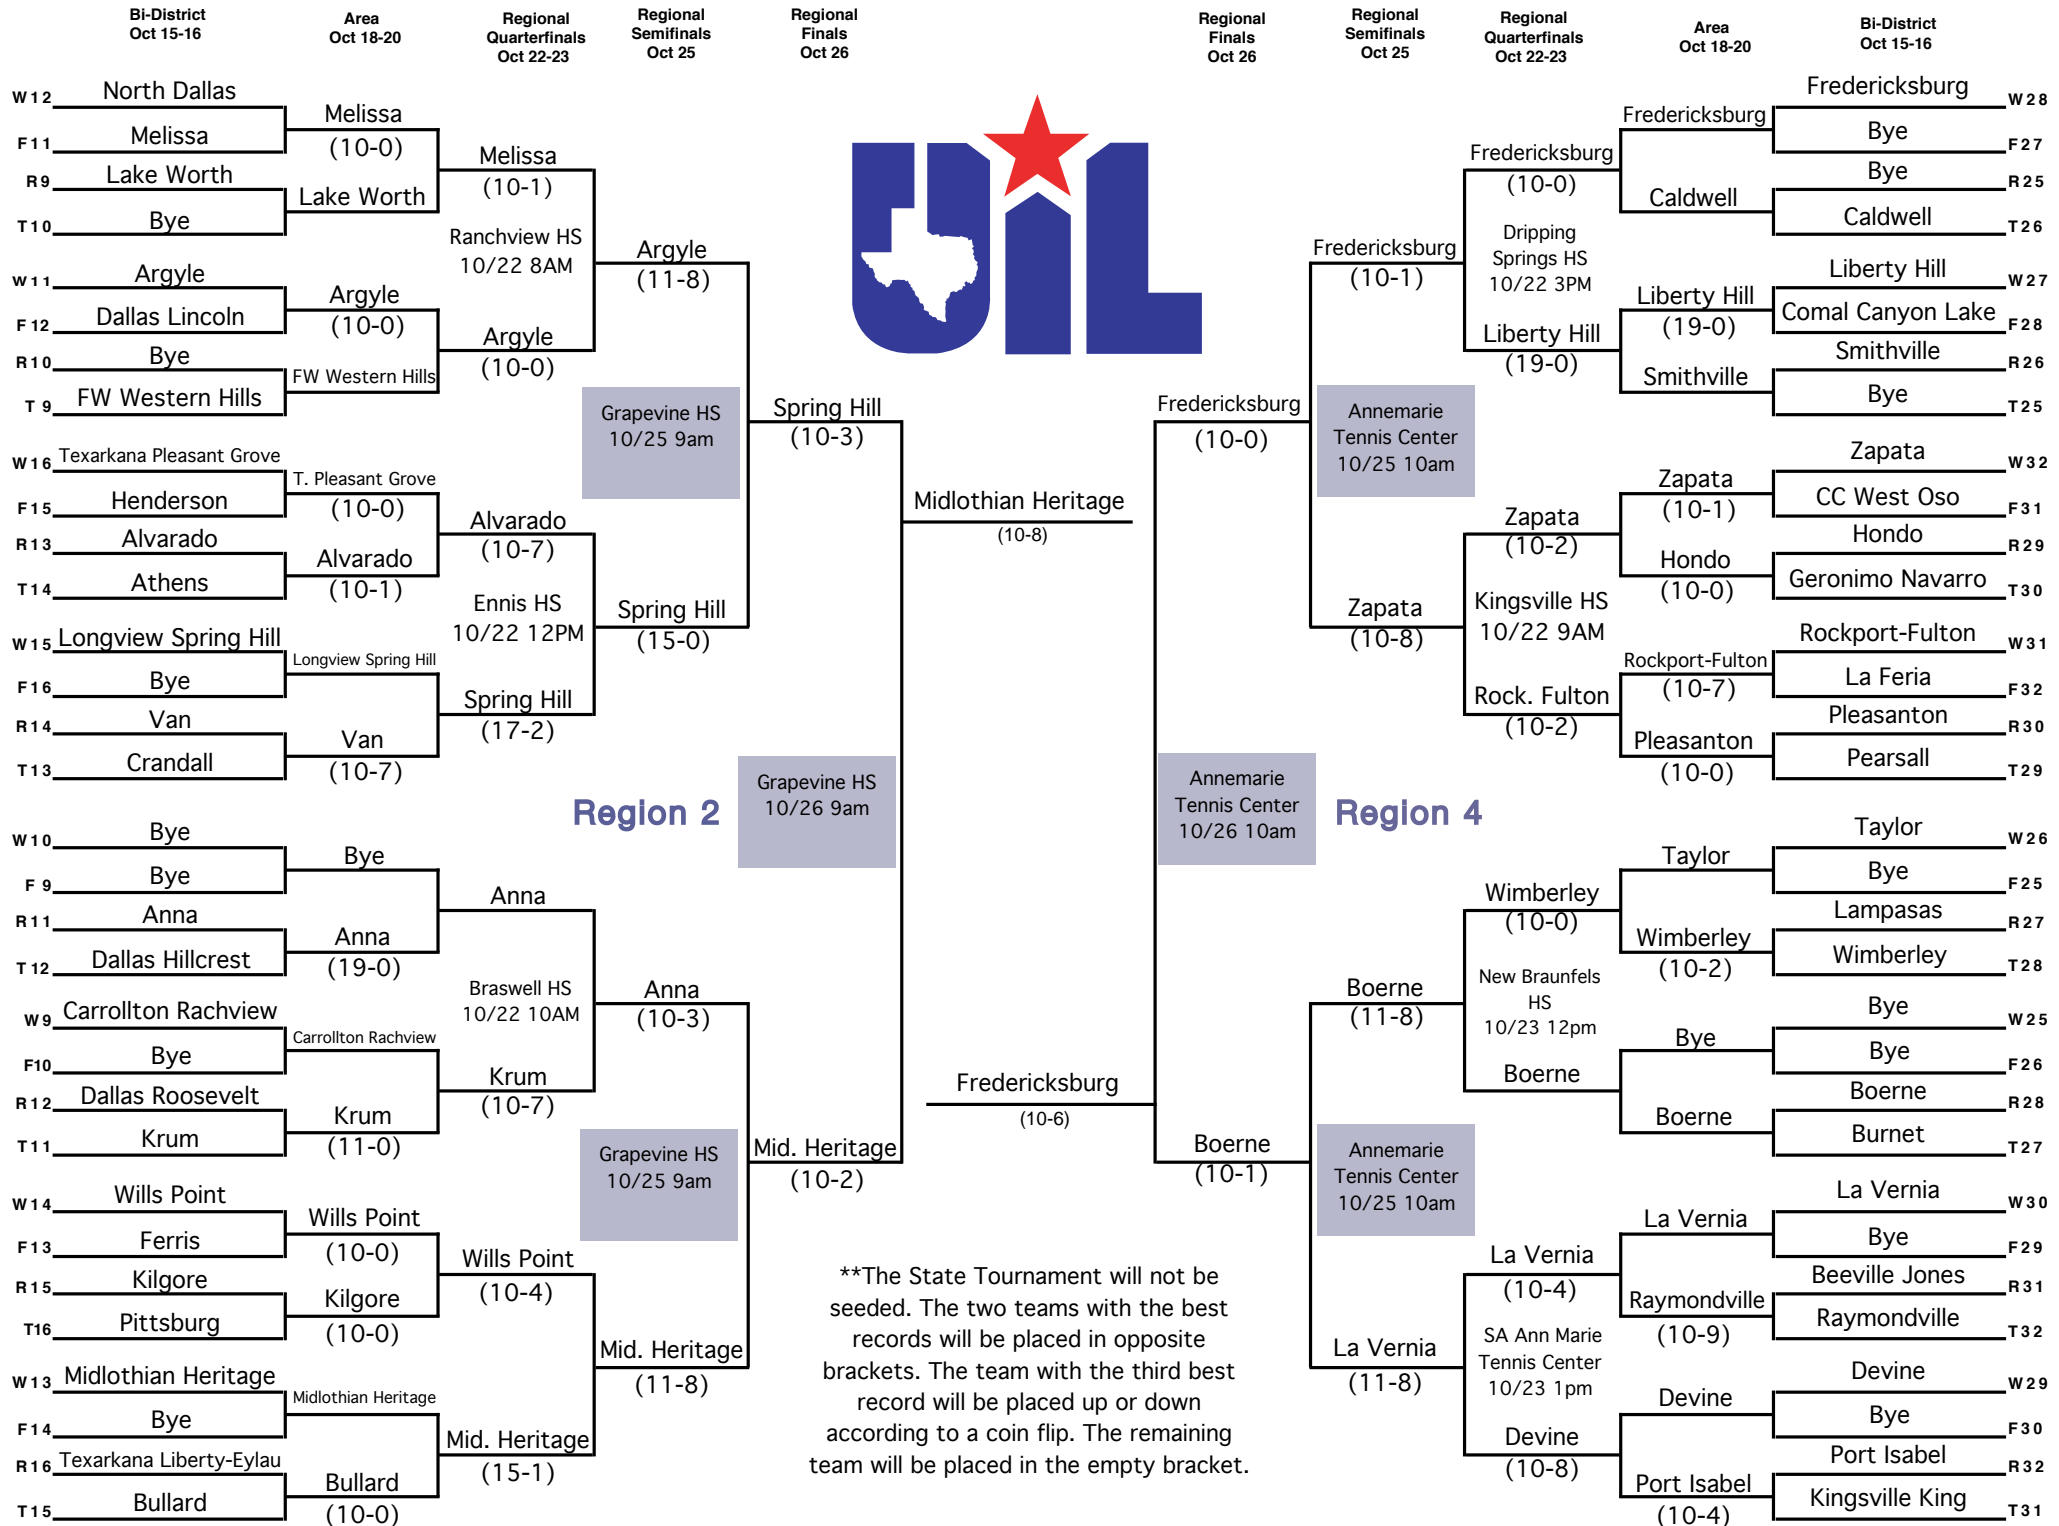 Bi-District
Oct 15-16
Area
Oct 18-20
Regional
Quarterfinals
Oct 22-23
Regional
Semifinals
Oct 25
Regional
Finals
Oct 26
Regional
Finals
Oct 26
Regional
Semifinals
Oct 25
Regional
Quarterfinals
Oct 22-23
Area
Oct 18-20
Bi-District
Oct 15-16
W12 North Dallas
F11 Melissa
R9 Lake Worth
T10 Bye
W11 Argyle
F12 Dallas Lincoln
R10 Bye
T 9 FW Western Hills
W16 Texarkana Pleasant Grove
F15 Henderson
R13 Alvarado
T14 Athens
W15 Longview Spring Hill
F16 Bye
R14 Van
T13 Crandall
W10 Bye
F 9 Bye
R11 Anna
T12 Dallas Hillcrest
W9 Carrollton Rachview
F10 Bye
R12 Dallas Roosevelt
T11 Krum
W14 Wills Point
F13 Ferris
R15 Kilgore
T16 Pittsburg
W13 Midlothian Heritage
F14 Bye
R16 Texarkana Liberty-Eylau
T15 Bullard
Melissa
(10-0)
Lake Worth
Argyle
(10-0)
FW Western Hills
T. Pleasant Grove
(10-0)
Alvarado
(10-1)
Longview Spring Hill
Van
(10-7)
Bye
Anna
(19-0)
Carrollton Rachview
Krum
(11-0)
Wills Point
(10-0)
Kilgore
(10-0)
Midlothian Heritage
Bullard
(10-0)
Melissa
(10-1)
Ranchview HS
10/22 8AM
Argyle
(10-0)
Alvarado
(10-7)
Ennis HS
10/22 12PM
Spring Hill
(17-2)
Anna
Braswell HS
10/22 10AM
Krum
(10-7)
Wills Point
(10-4)
Mid. Heritage
(15-1)
Argyle
(11-8)
Grapevine HS
10/25 9am
Spring Hill
(15-0)
Region 2
Anna
(10-3)
Grapevine HS
10/25 9am
Mid. Heritage
(11-8)
Spring Hill
(10-3)
Grapevine HS
10/26 9am
Mid. Heritage
(10-2)
UIL
Midlothian Heritage
(10-8)
Fredericksburg
(10-6)
**The State Tournament will not be
seeded. The two teams with the best
records will be placed in opposite
brackets. The team with the third best
record will be placed up or down
according to a coin flip. The remaining
team will be placed in the empty bracket.
Fredericksburg
(10-0)
Annemarie
Tennis Center
10/26 10am
Boerne
(10-1)
Fredericksburg
(10-1)
Annemarie
Tennis Center
10/25 10am
Zapata
(10-8)
Region 4
Boerne
(11-8)
Annemarie
Tennis Center
10/25 10am
La Vernia
(11-8)
Fredericksburg
(10-0)
Dripping
Springs HS
10/22 3PM
Liberty Hill
(19-0)
Zapata
(10-2)
Kingsville HS
10/22 9AM
Rock. Fulton
(10-2)
Wimberley
(10-0)
New Braunfels
HS
10/23 12pm
Boerne
La Vernia
(10-4)
SA Ann Marie
Tennis Center
10/23 1pm
Devine
(10-8)
Fredericksburg
Caldwell
Liberty Hill
(19-0)
Smithville
Zapata
(10-1)
Hondo
(10-0)
Rockport-Fulton
(10-7)
Pleasanton
(10-0)
Taylor
Wimberley
(10-2)
Bye
Boerne
La Vernia
Raymondville
(10-9)
Devine
Port Isabel
(10-4)
Fredericksburg W28
Bye F27
Bye R25
Caldwell T26
Liberty Hill W27
Comal Canyon Lake F28
Smithville R26
Bye T25
Zapata W32
CC West Oso F31
Hondo R29
Geronimo Navarro T30
Rockport-Fulton W31
La Feria F32
Pleasanton R30
Pearsall T29
Taylor W26
Bye F25
Lampasas R27
Wimberley T28
Bye W25
Bye F26
Boerne R28
Burnet T27
La Vernia W30
Bye F29
Beeville Jones R31
Raymondville T32
Devine W29
Bye F30
Port Isabel R32
Kingsville King T31